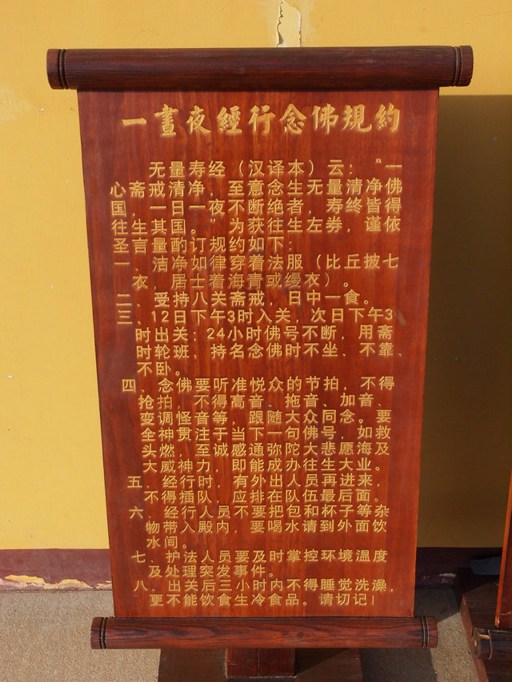 一晝夜經行念佛規約
无量寿经（汉译本）云：“一
心斋戒清净，至意念生无量清净佛
国，一日一夜不断绝者，寿终皆得
往生其国。”为获往生左券，谨依
圣言量酌订规约如下：
一、洁净如律穿着法服（比丘披七
衣，居士着海青或缦衣）。
二、受持八关斋戒，日中一食。
三、12日下午3时入关，次日下午3
时出关；24小时佛号不断，用斋
时轮班，持名念佛时不坐、不靠、
不卧。
四、念佛要听准悦众的节拍，不得
抢拍，不得高音、拖音、加音、
变调怪音等，跟随大众同念。要
全神贯注于当下一句佛号，如救
头燃，至诚感通弥陀大悲愿海及
大威神力，即能成办往生大业。
五、经行时，有外出人员再进来，
不得插队，应排在队伍最后面。
六、经行人员不要把包和杯子等杂
物带入殿内，要喝水请到外面饮
水间。
七、护法人员要及时掌控环境温度
及处理突发事件。
八、出关后三小时内不得睡觉洗澡，
更不能饮食生冷食品。请切记！